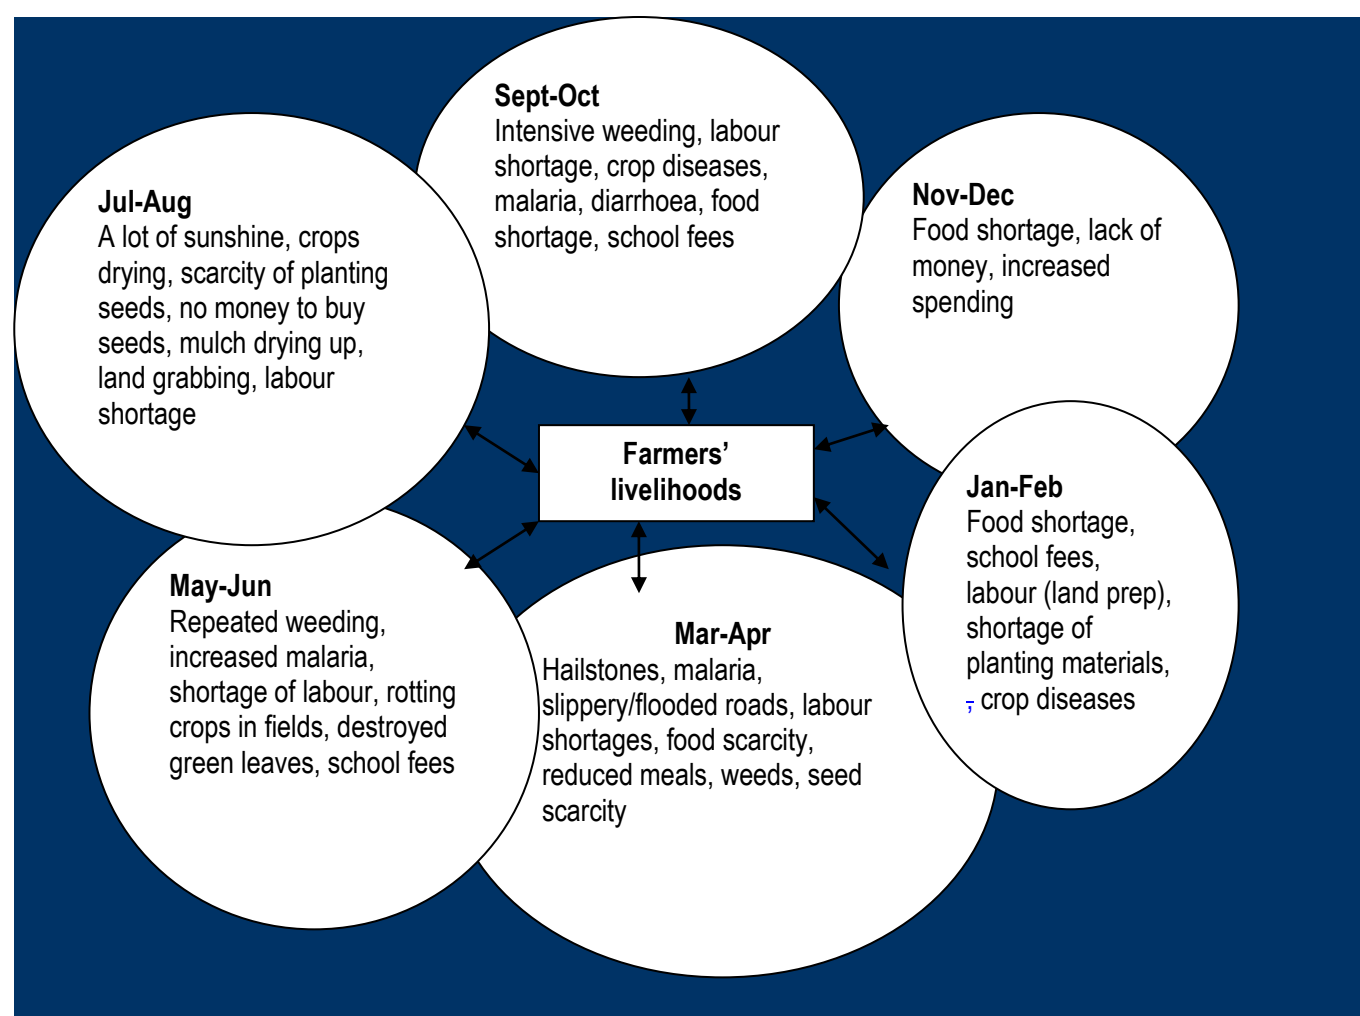 Sept-Oct
Intensive weeding, labour
shortage, crop diseases,
malaria, diarrhoea, food
shortage, school fees
Jul-Aug
A lot of sunshine, crops
drying, scarcity of planting
seeds, no money to buy
seeds, mulch drying up,
land grabbing, labour
shortage
Nov-Dec
Food shortage, lack of
money, increased
spending
Farmers’
livelihoods
Jan-Feb
Food shortage,
school fees,
labour (land prep),
shortage of
planting materials,
, crop diseases
May-Jun
Repeated weeding,
increased malaria,
shortage of labour, rotting
crops in fields, destroyed
green leaves, school fees
Mar-Apr
Hailstones, malaria,
slippery/flooded roads, labour
shortages, food scarcity,
reduced meals, weeds, seed
scarcity